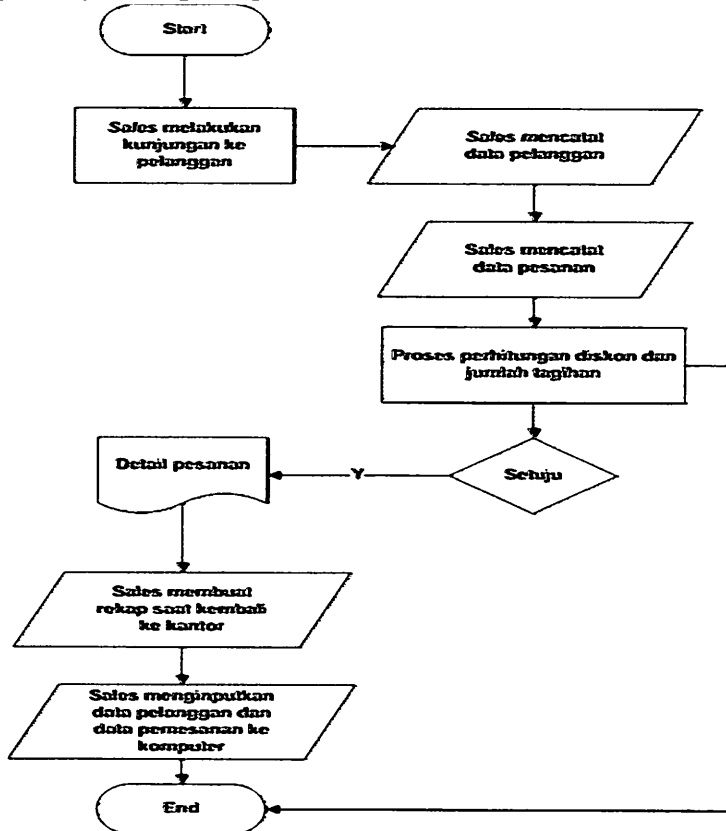 Start
Sales melakukan
kunjungan ke
pelanggan
Sales mencatat
data pelanggan
Sales mencatat
data pesanan
Proses perhitungan diskon dan
jumlah tagihan
Setuju
Y
Detail pesanan
Sales membuat
rekap saat kembali
ke kantor
Sales menginputkan
data pelanggan dan
data pemesanan ke
komputer
End